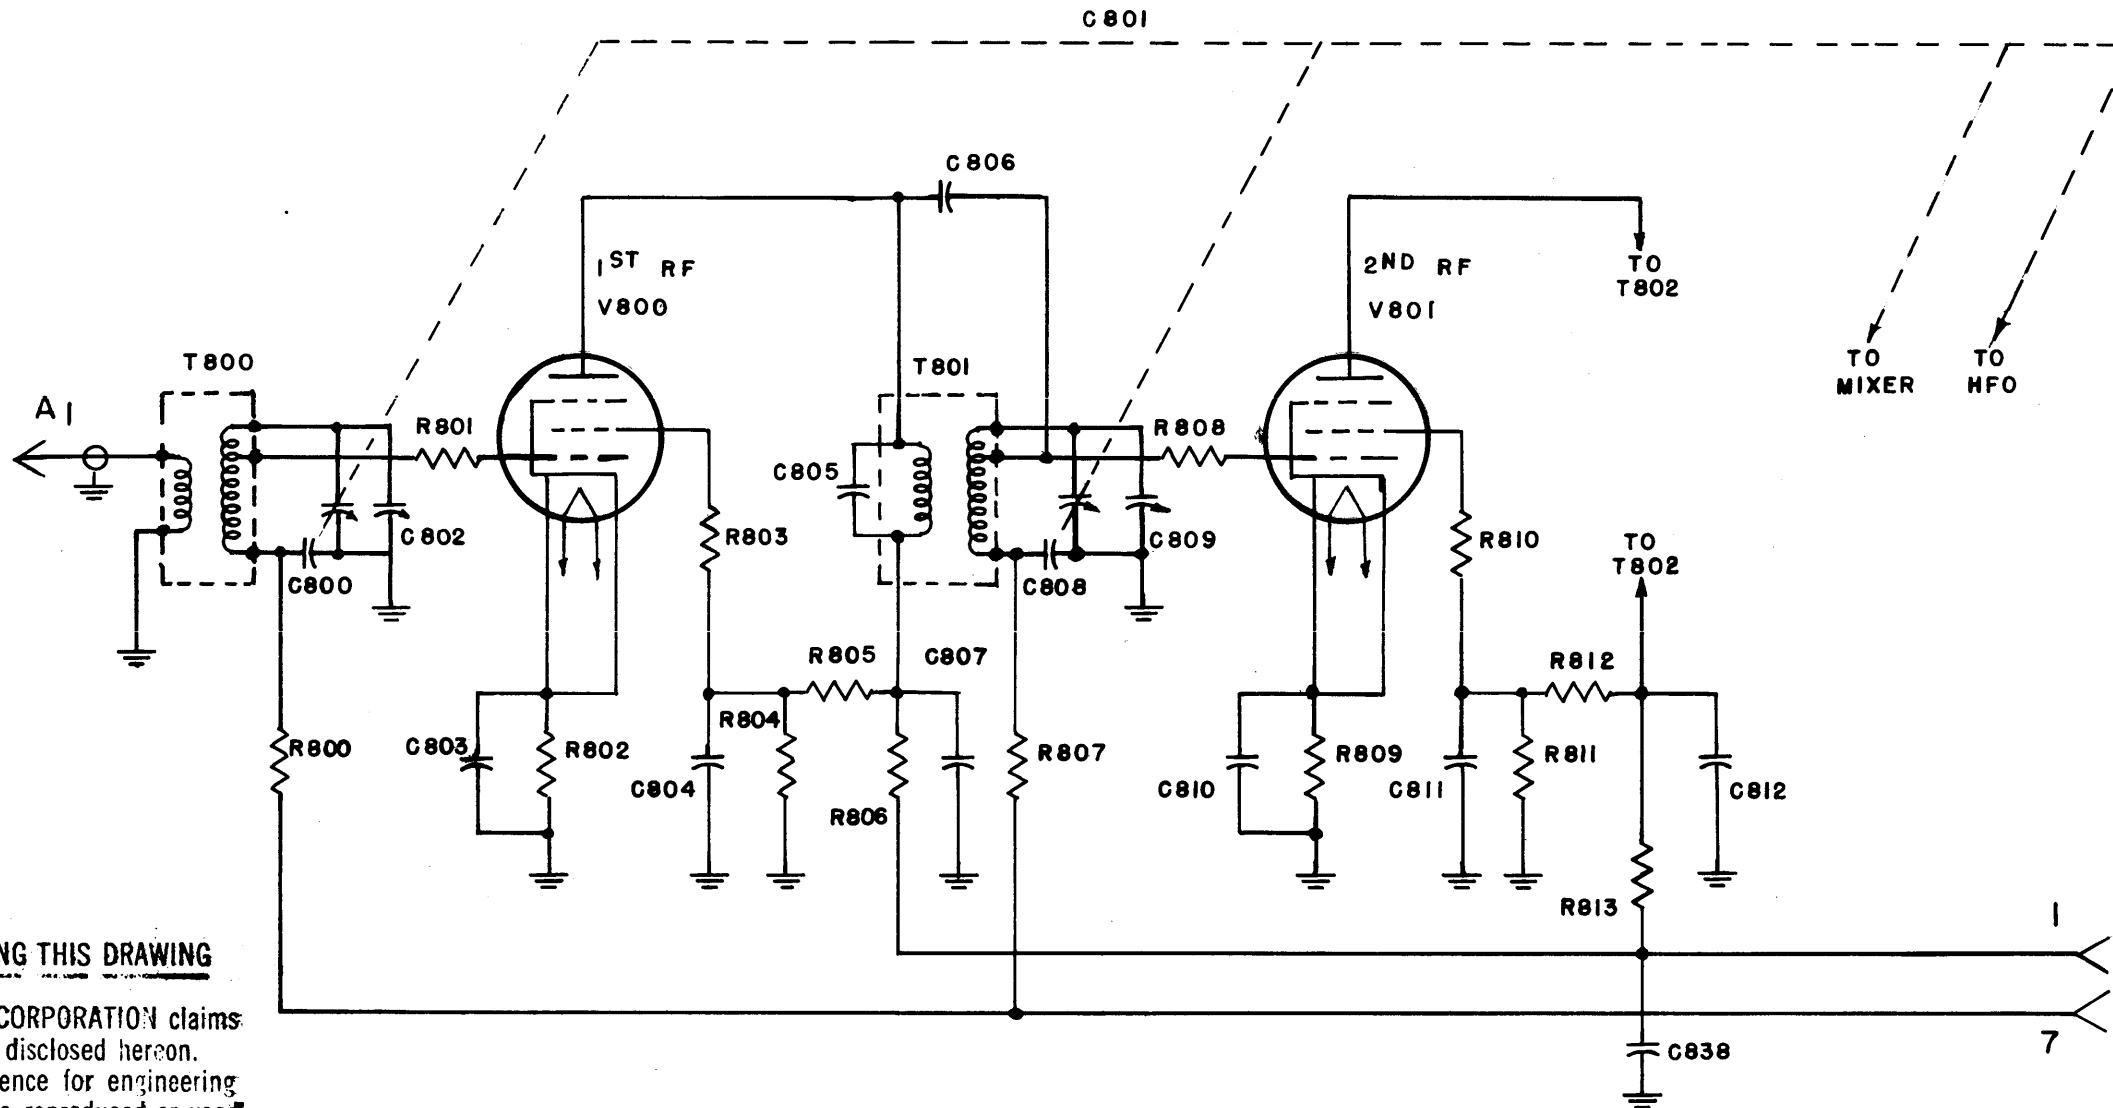 C801
C806
1ST RF
V800
2ND RF
V801
TO
T802
TO
MIXER
TO
HFO
T800
T801
A1
R801
R808
C805
C802
C800
R803
C809
C808
R810
TO
T802
R805
C807
R812
R800
C803
R802
R804
C804
R806
R807
C810
R809
C811
R811
C812
R813
1
7
C838
NG THIS DRAWING
CORPORATION claims
disclosed hereon.
ence for engineering
reproduced or used